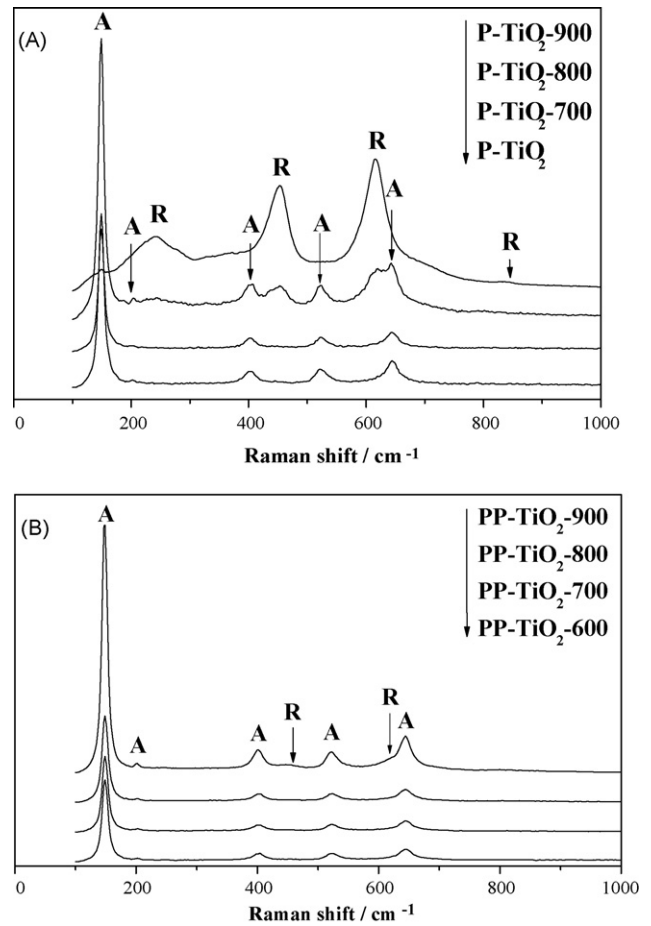 (A)
A
P-TiO₂-900
P-TiO₂-800
P-TiO₂-700
P-TiO₂
R
R
R
A
A
A
A
R
0 200 400 600 800 1000
Raman shift / cm⁻¹
(B)
A
PP-TiO₂-900
PP-TiO₂-800
PP-TiO₂-700
PP-TiO₂-600
A
A
R
A
R
A
0 200 400 600 800 1000
Raman shift / cm⁻¹